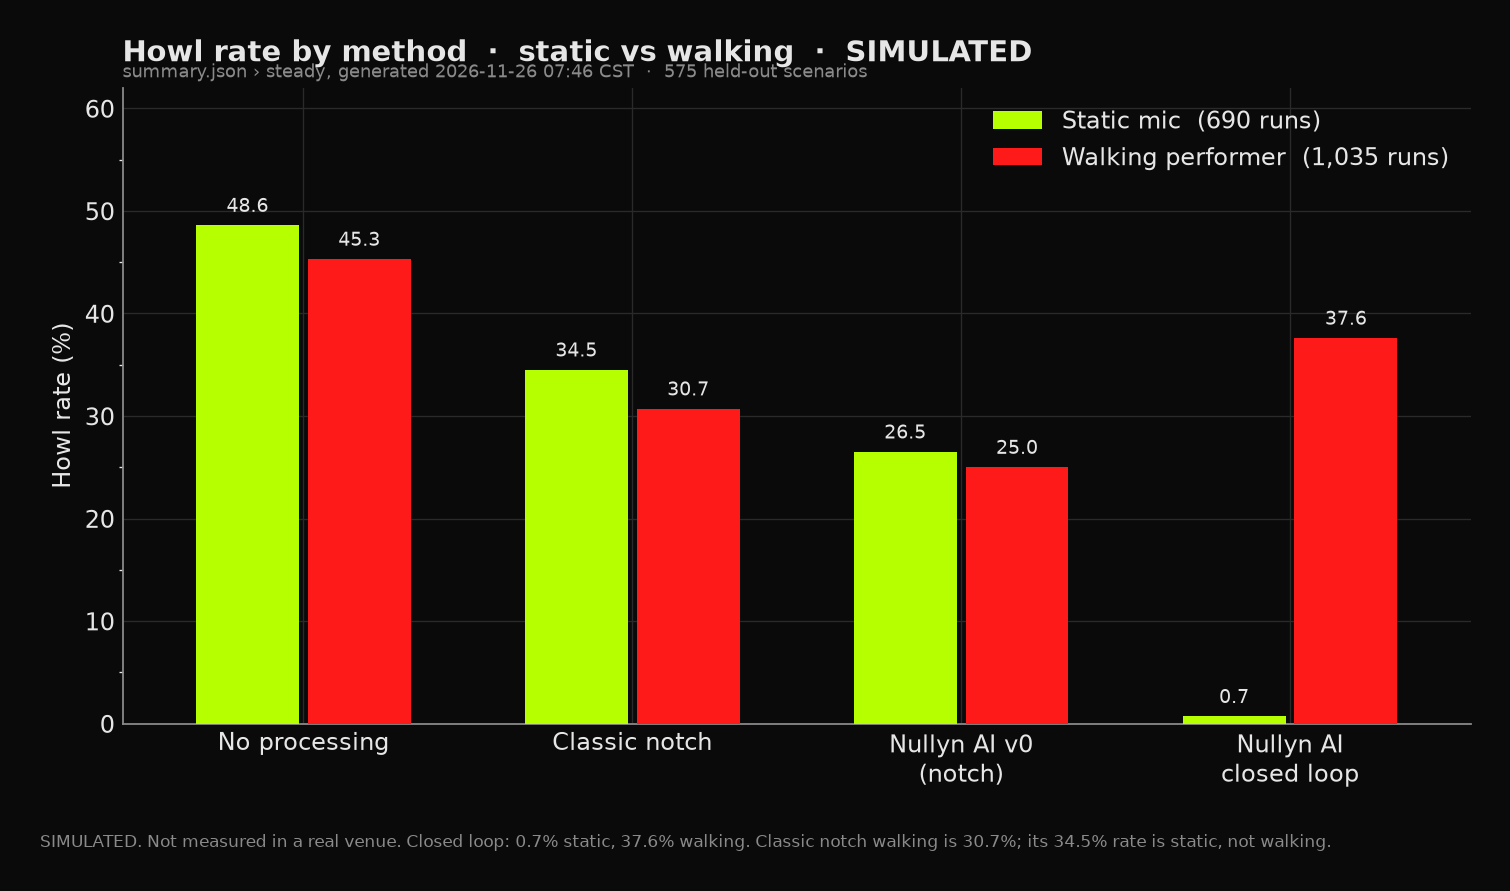 Howl rate by method · static vs walking · SIMULATED
summary.json › steady, generated 2026-11-26 07:46 CST · 575 held-out scenarios
Static mic (690 runs)
Walking performer (1,035 runs)
Howl rate (%)
60
50
40
30
20
10
0
48.6
45.3
34.5
30.7
26.5
25.0
0.7
37.6
No processing
Classic notch
Nullyn AI v0
(notch)
Nullyn AI
closed loop
SIMULATED. Not measured in a real venue. Closed loop: 0.7% static, 37.6% walking. Classic notch walking is 30.7%; its 34.5% rate is static, not walking.